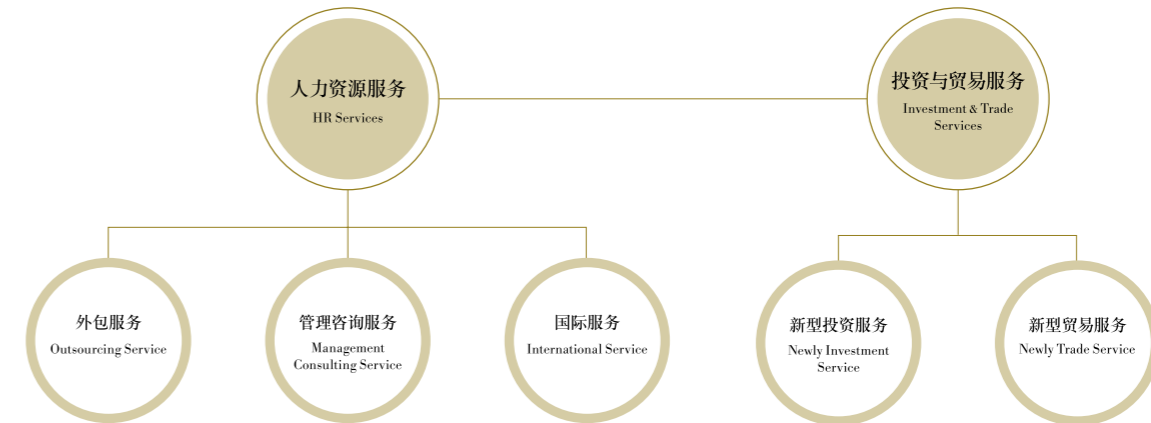 人力资源服务
HR Services
投资与贸易服务
Investment & Trade
Services
外包服务
Outsourcing Service
管理咨询服务
Management
Consulting Service
国际服务
International Service
新型投资服务
Newly Investment
Service
新型贸易服务
Newly Trade Service